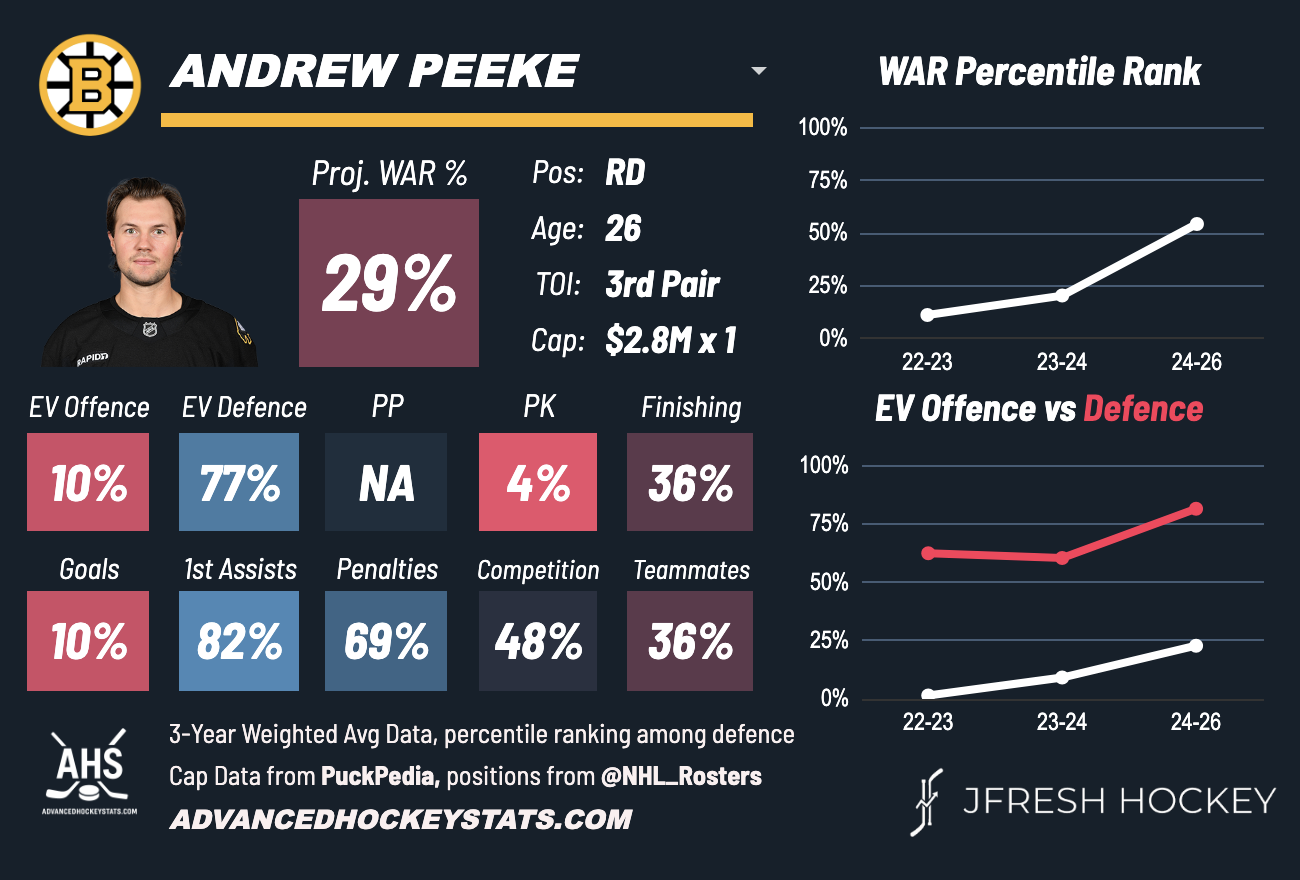 B
ANDREW PEEKE
Proj. WAR %
29%
Pos: RD
Age: 26
TOI: 3rd Pair
Cap: $2.8M x 1
RAPID7
EV Offence EV Defence PP PK Finishing
10% 77% NA 4% 36%
Goals 1st Assists Penalties Competition Teammates
10% 82% 69% 48% 36%
WAR Percentile Rank
100%
75%
50%
25%
0%
22-23 23-24 24-26
EV Offence vs Defence
100%
75%
50%
25%
0%
22-23 23-24 24-26
AHS
ADVANCEDHOCKEYSTATS.COM
3-Year Weighted Avg Data, percentile ranking among defence
Cap Data from PuckPedia, positions from @NHL_Rosters
ADVANCEDHOCKEYSTATS.COM
JFRESH HOCKEY